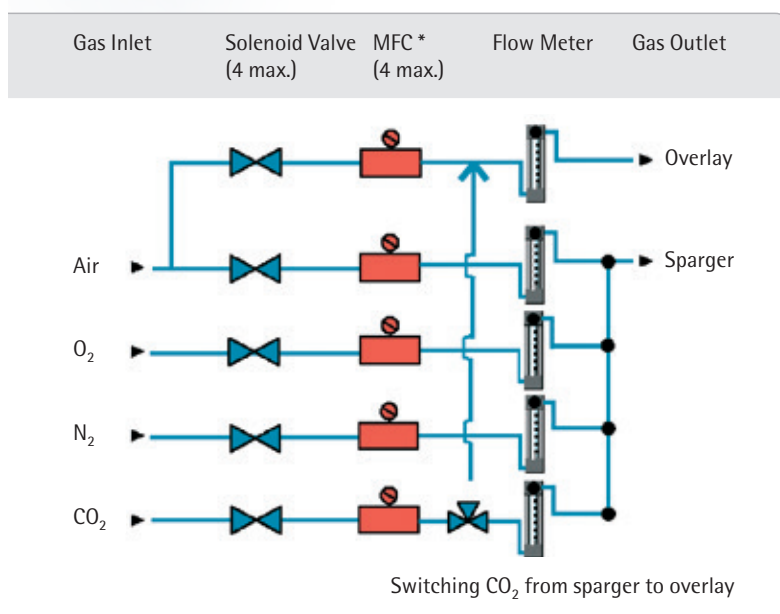 Gas Inlet
Solenoid Valve
(4 max.)
MFC *
(4 max.)
Flow Meter
Gas Outlet
Overlay
Air
Sparger
O₂
N₂
CO₂
Switching CO₂ from sparger to overlay